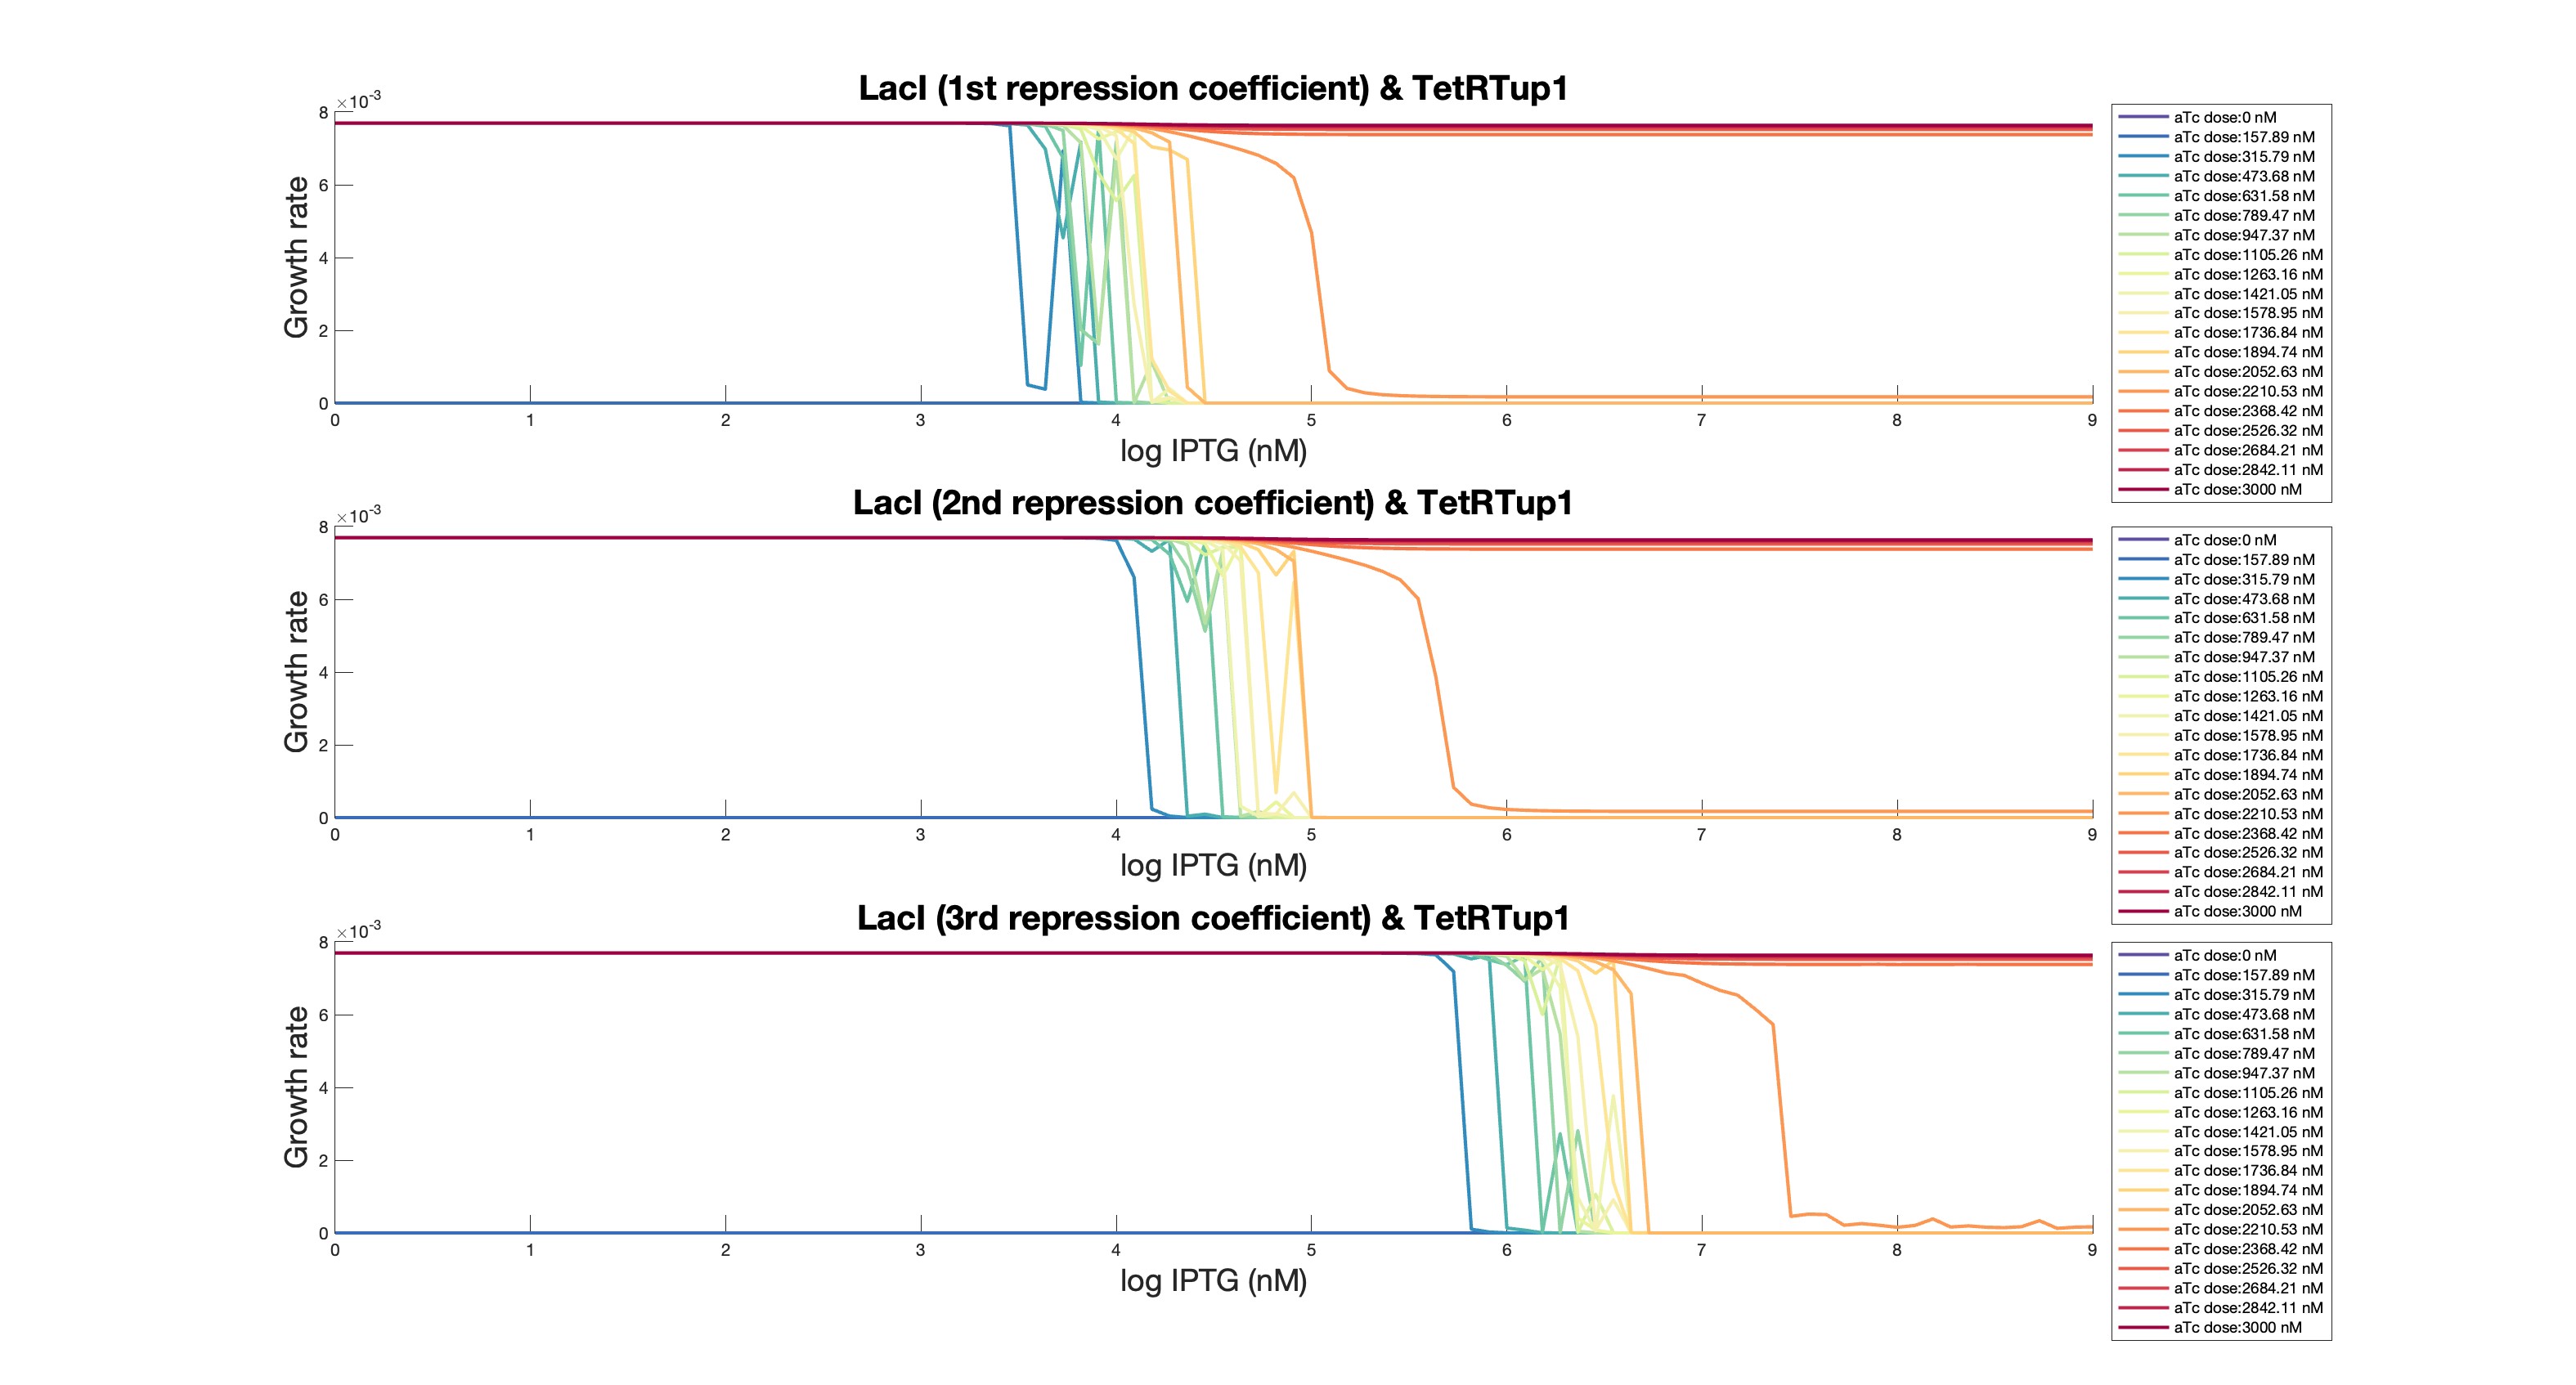 LacI (1st repression coefficient) & TetRTup1
×10-3
8
6
4
2
0
Growth rate
0 1 2 3 4 5 6 7 8 9
log IPTG (nM)
aTc dose:0 nM
aTc dose:157.89 nM
aTc dose:315.79 nM
aTc dose:473.68 nM
aTc dose:631.58 nM
aTc dose:789.47 nM
aTc dose:947.37 nM
aTc dose:1105.26 nM
aTc dose:1263.16 nM
aTc dose:1421.05 nM
aTc dose:1578.95 nM
aTc dose:1736.84 nM
aTc dose:1894.74 nM
aTc dose:2052.63 nM
aTc dose:2210.53 nM
aTc dose:2368.42 nM
aTc dose:2526.32 nM
aTc dose:2684.21 nM
aTc dose:2842.11 nM
aTc dose:3000 nM
LacI (2nd repression coefficient) & TetRTup1
×10-3
8
6
4
2
0
Growth rate
0 1 2 3 4 5 6 7 8 9
log IPTG (nM)
aTc dose:0 nM
aTc dose:157.89 nM
aTc dose:315.79 nM
aTc dose:473.68 nM
aTc dose:631.58 nM
aTc dose:789.47 nM
aTc dose:947.37 nM
aTc dose:1105.26 nM
aTc dose:1263.16 nM
aTc dose:1421.05 nM
aTc dose:1578.95 nM
aTc dose:1736.84 nM
aTc dose:1894.74 nM
aTc dose:2052.63 nM
aTc dose:2210.53 nM
aTc dose:2368.42 nM
aTc dose:2526.32 nM
aTc dose:2684.21 nM
aTc dose:2842.11 nM
aTc dose:3000 nM
LacI (3rd repression coefficient) & TetRTup1
×10-3
8
6
4
2
0
Growth rate
0 1 2 3 4 5 6 7 8 9
log IPTG (nM)
aTc dose:0 nM
aTc dose:157.89 nM
aTc dose:315.79 nM
aTc dose:473.68 nM
aTc dose:631.58 nM
aTc dose:789.47 nM
aTc dose:947.37 nM
aTc dose:1105.26 nM
aTc dose:1263.16 nM
aTc dose:1421.05 nM
aTc dose:1578.95 nM
aTc dose:1736.84 nM
aTc dose:1894.74 nM
aTc dose:2052.63 nM
aTc dose:2210.53 nM
aTc dose:2368.42 nM
aTc dose:2526.32 nM
aTc dose:2684.21 nM
aTc dose:2842.11 nM
aTc dose:3000 nM